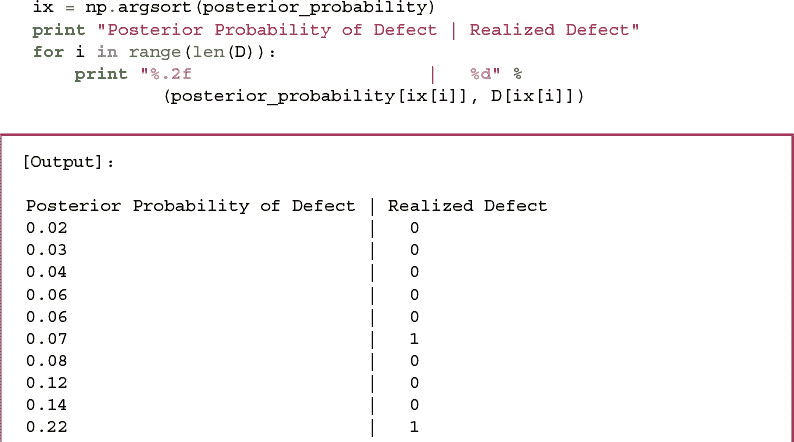 ix = np.argsort(posterior_probability)
print "Posterior Probability of Defect | Realized Defect"
for i in range(len(D)):
    print "%.2f                      |   %d" %
            (posterior_probability[ix[i]], D[ix[i]])
[Output]:
Posterior Probability of Defect | Realized Defect
0.02                            |   0
0.03                            |   0
0.04                            |   0
0.06                            |   0
0.06                            |   0
0.07                            |   1
0.08                            |   0
0.12                            |   0
0.14                            |   0
0.22                            |   1